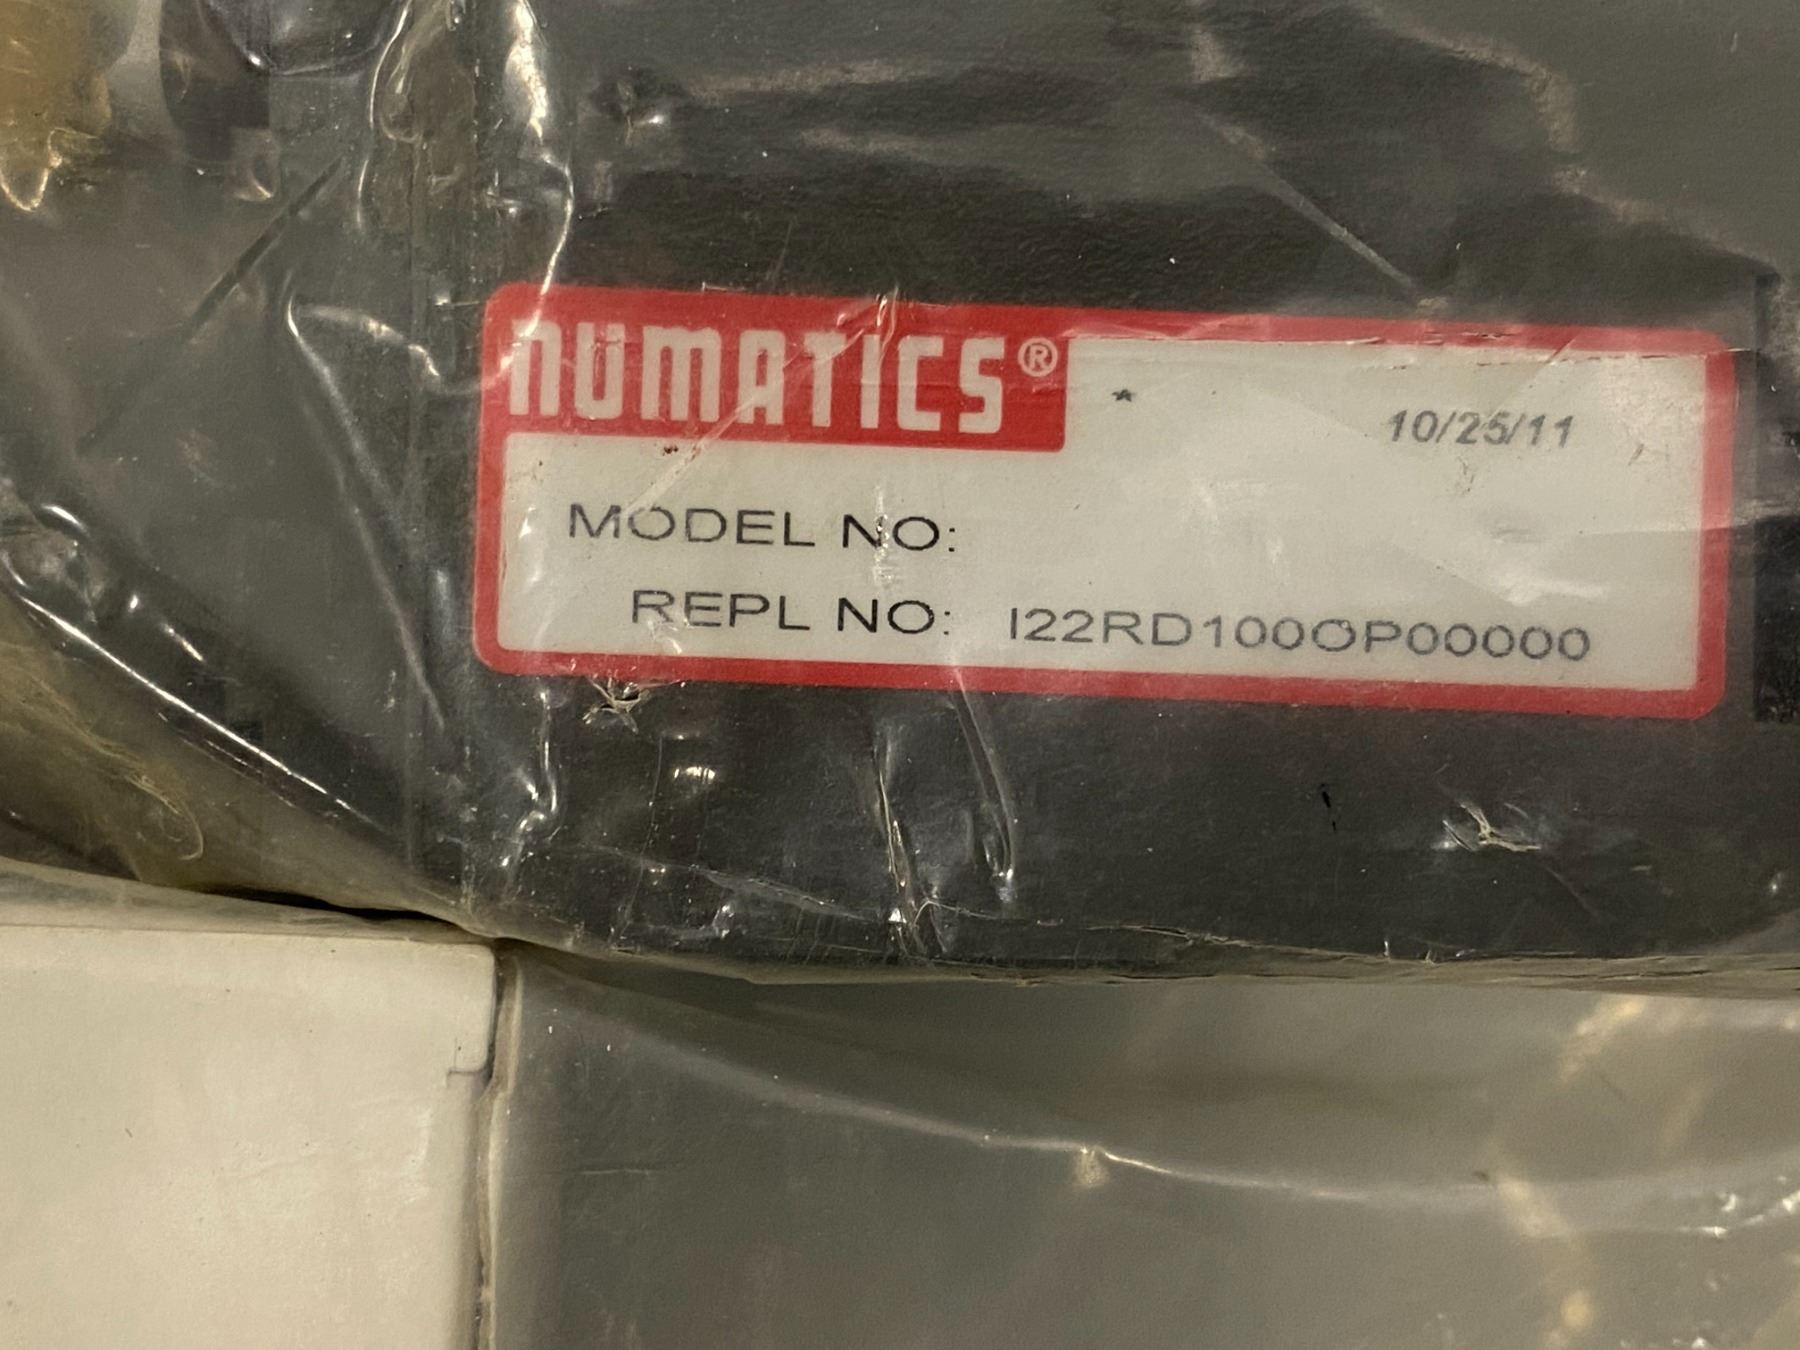 NUMATICS®
* 10/25/11
MODEL NO:
REPL NO: I22RD100OP00000